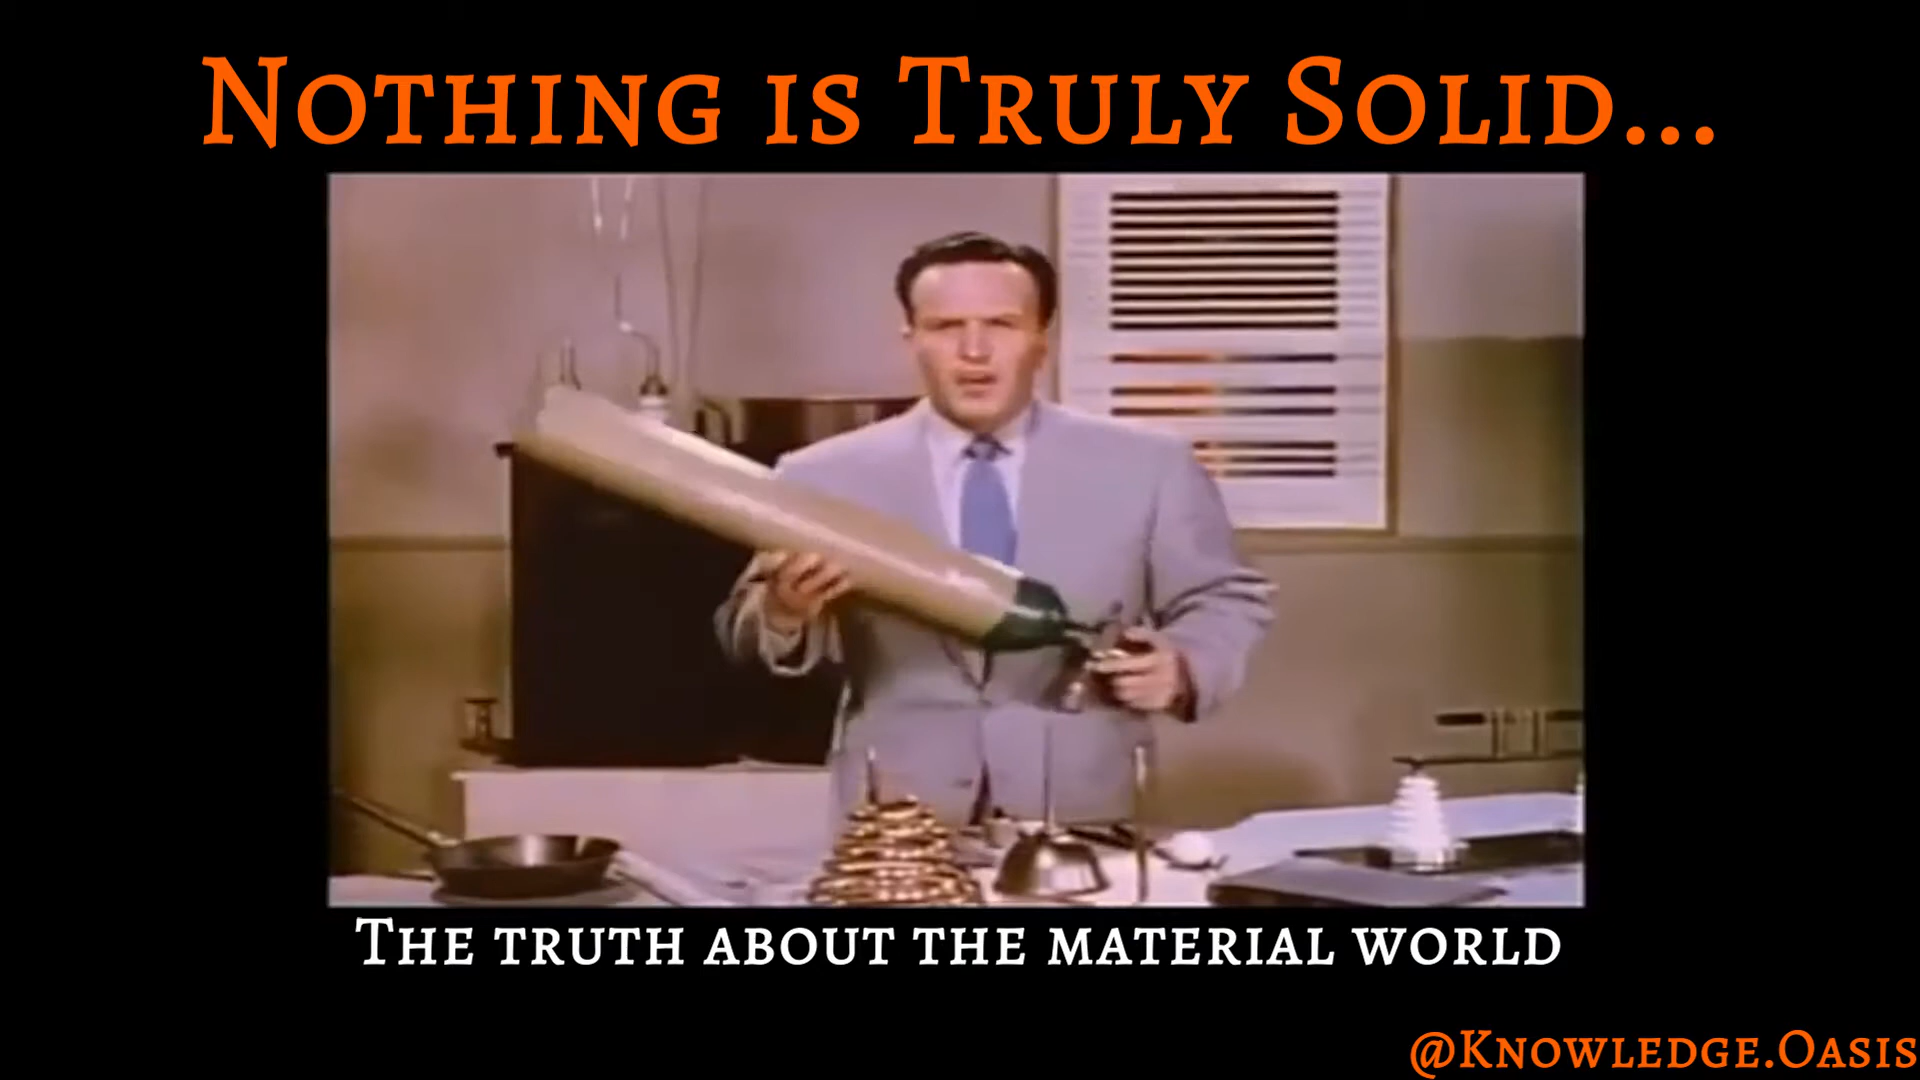 Nothing is Truly Solid...
The truth about the material world
@Knowledge.Oasis